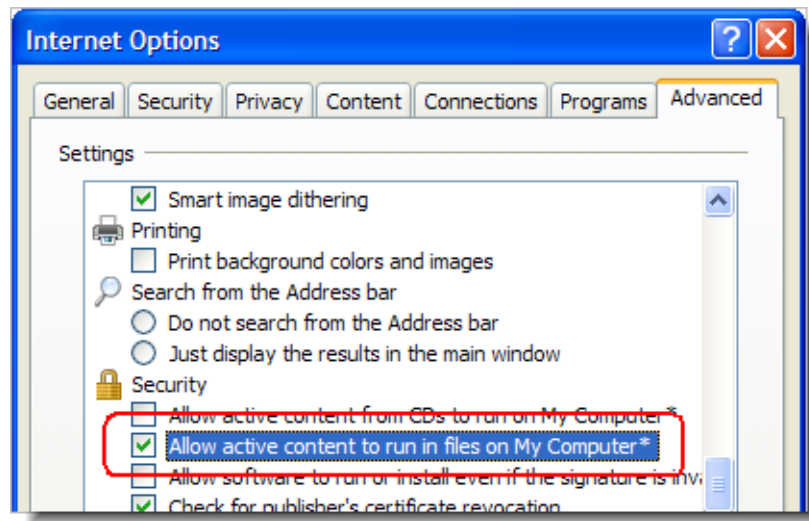 Internet Options
General Security Privacy Content Connections Programs Advanced
Settings
Smart image dithering
Printing
Print background colors and images
Search from the Address bar
Do not search from the Address bar
Just display the results in the main window
Security
Allow active content from CDs to run on My Computer*
Allow active content to run in files on My Computer*
Allow software to run or install even if the signature is
Check for publisher's certificate revocation